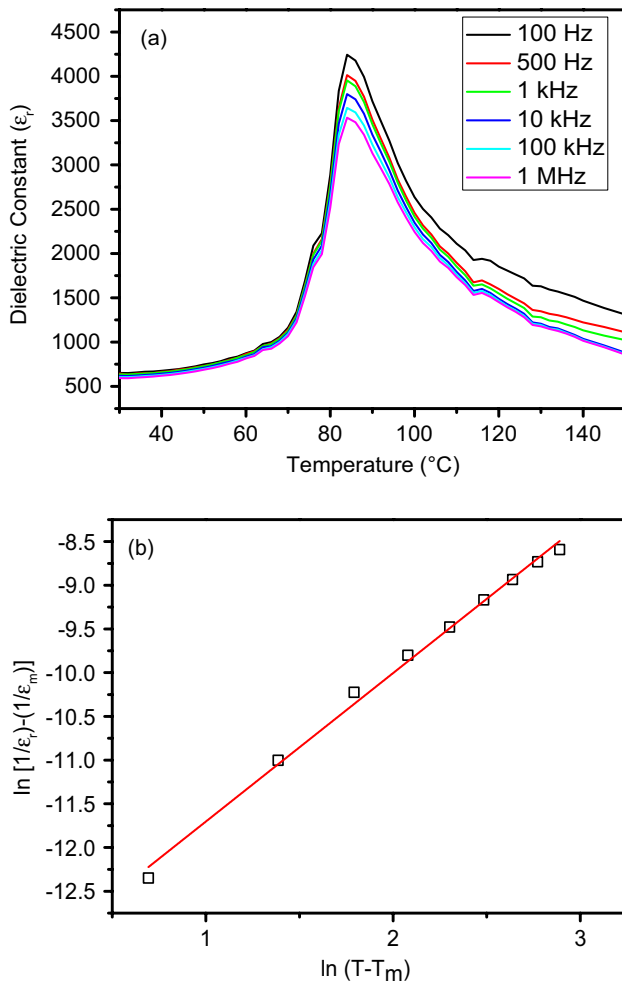 (a)
100 Hz
500 Hz
1 kHz
10 kHz
100 kHz
1 MHz
4500
4000
3500
3000
2500
2000
1500
1000
500
Dielectric Constant (εr)
40 60 80 100 120 140
Temperature (°C)
(b)
-8.5
-9.0
-9.5
-10.0
-10.5
-11.0
-11.5
-12.0
-12.5
ln [1/εr)-(1/εm)]
1 2 3
ln (T-Tm)